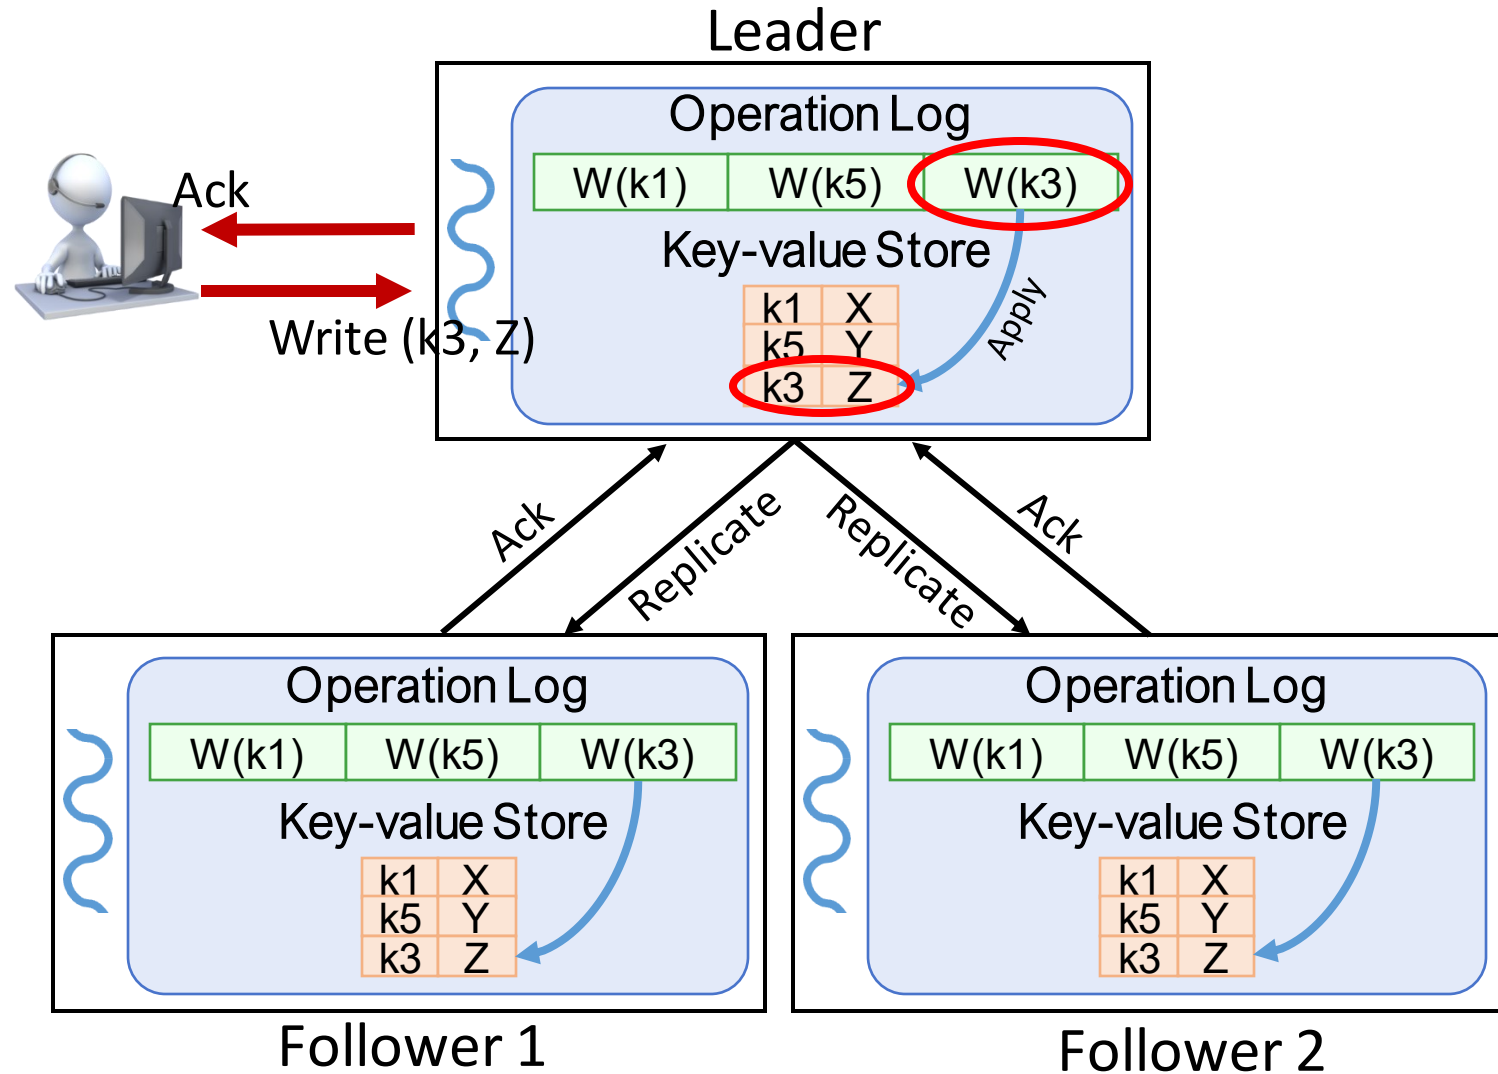 Leader
Operation Log
W(k1) W(k5) W(k3)
Ack
Key-value Store
k1 X
k5 Y
k3 Z
Apply
Write (k3, Z)
Ack
Replicate
Replicate
Ack
Operation Log
W(k1) W(k5) W(k3)
Key-value Store
k1 X
k5 Y
k3 Z
Follower 1
Operation Log
W(k1) W(k5) W(k3)
Key-value Store
k1 X
k5 Y
k3 Z
Follower 2